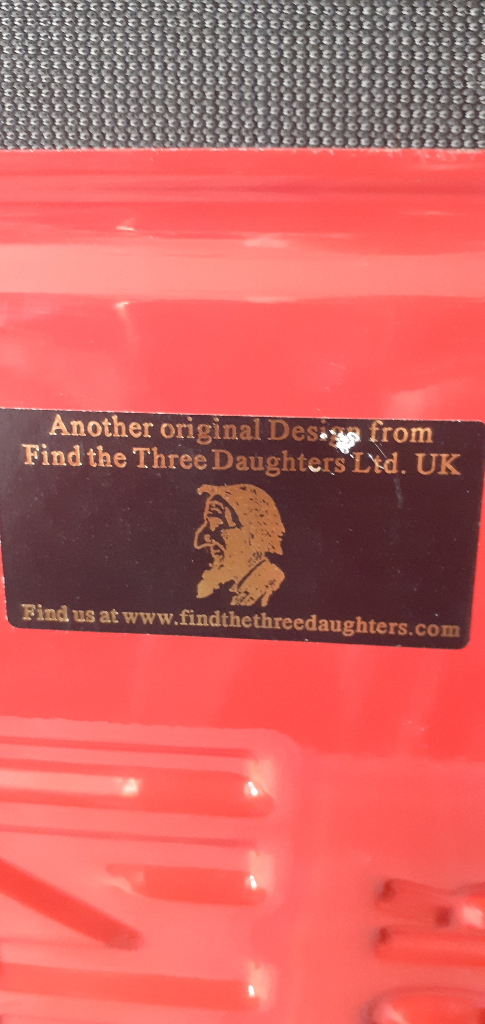 Another original Design from
Find the Three Daughters Ltd. UK
Find us at www.findthethreedaughters.com